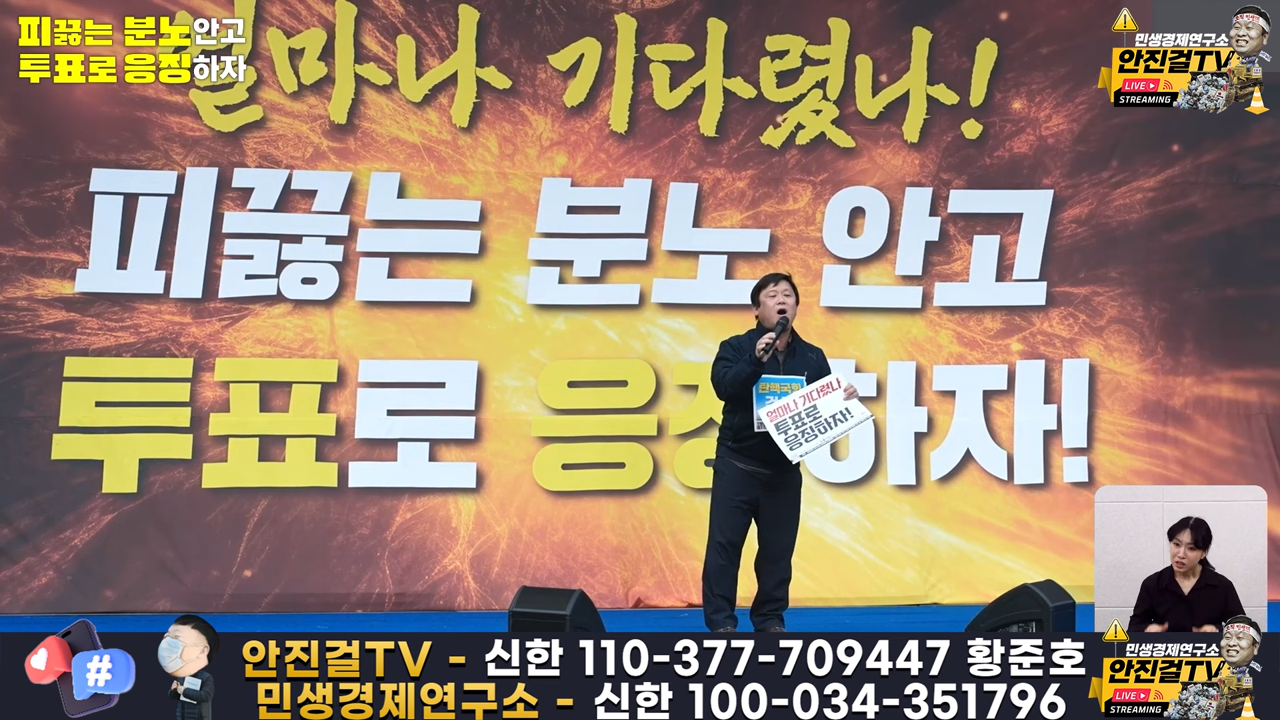 피끓는 분노안고
투표로 응징하자
얼마나 기다렸나!
민생경제연구소
안진걸TV
LIVE
STREAMING
피끓는 분노 안고
투표로 응징하자!
탄핵국회
얼마나 기다렸나
투표로
응징하자!
#
안진걸TV - 신한 110-377-709447 황준호
민생경제연구소 - 신한 100-034-351796
민생경제연구소
안진걸TV
LIVE
STREAMING